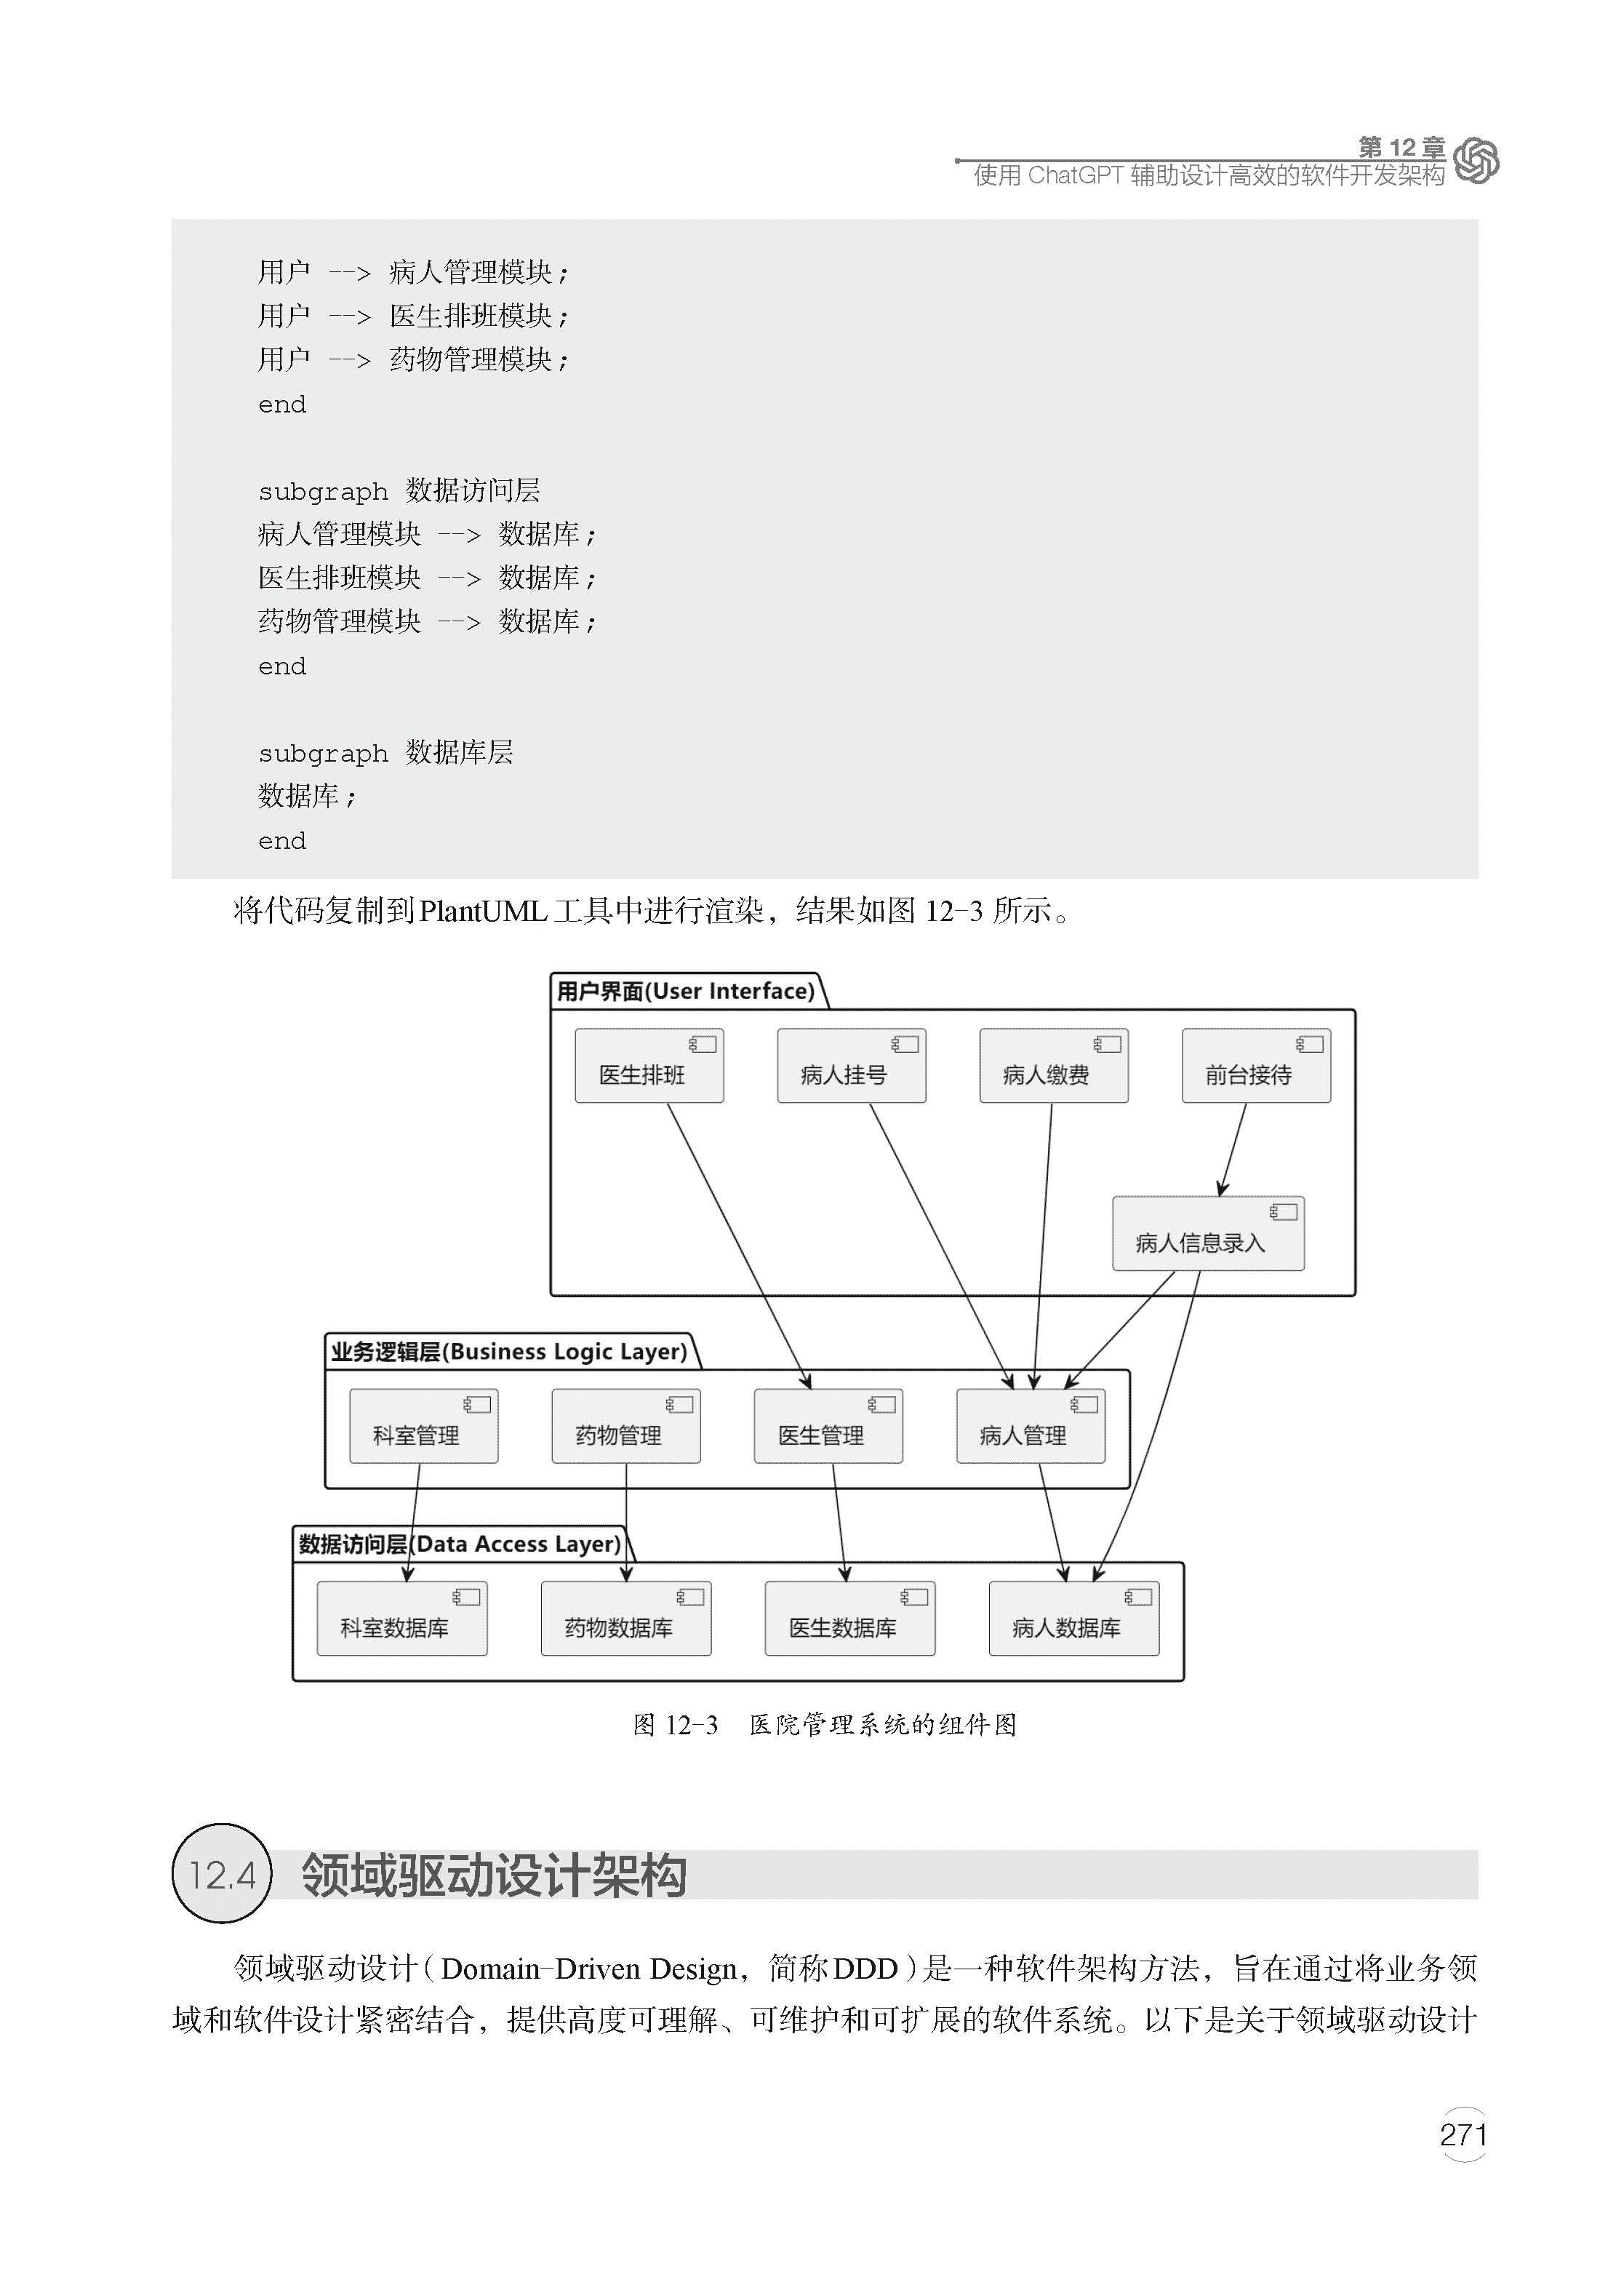 第 12 章
使用 ChatGPT 辅助设计高效的软件开发架构
用户 --> 病人管理模块;
用户 --> 医生排班模块;
用户 --> 药物管理模块;
end
subgraph 数据访问层
病人管理模块 --> 数据库;
医生排班模块 --> 数据库;
药物管理模块 --> 数据库;
end
subgraph 数据库层
数据库;
end
将代码复制到PlantUML工具中进行渲染，结果如图 12-3 所示。
用户界面(User Interface)
医生排班
病人挂号
病人缴费
前台接待
病人信息录入
业务逻辑层(Business Logic Layer)
科室管理
药物管理
医生管理
病人管理
数据访问层(Data Access Layer)
科室数据库
药物数据库
医生数据库
病人数据库
图 12-3 医院管理系统的组件图
12.4 领域驱动设计架构
领域驱动设计（Domain-Driven Design，简称DDD）是一种软件架构方法，旨在通过将业务领
域和软件设计紧密结合，提供高度可理解、可维护和可扩展的软件系统。以下是关于领域驱动设计
271